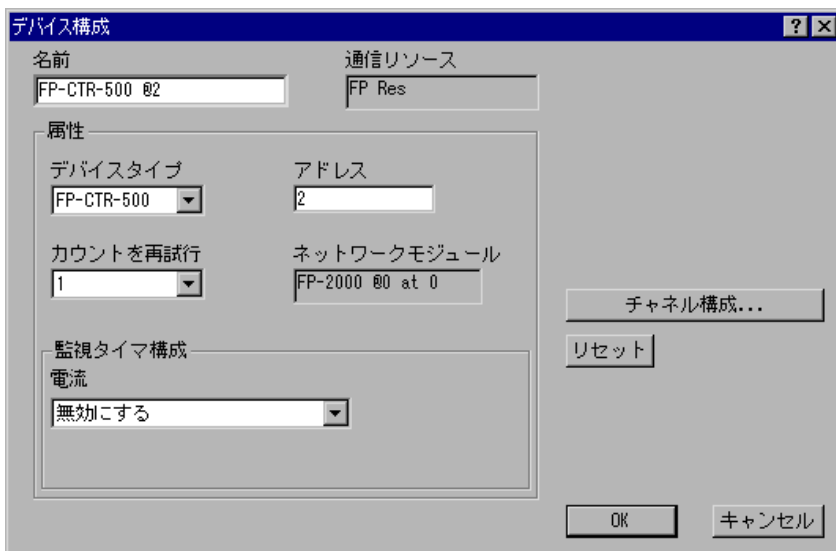 デバイス構成
名前
通信リソース
FP-CTR-500 @2
FP Res
属性
デバイスタイプ
アドレス
FP-CTR-500
2
カウントを再試行
ネットワークモジュール
1
FP-2000 @0 at 0
チャネル構成...
監視タイマ構成
リセット
電流
無効にする
OK
キャンセル